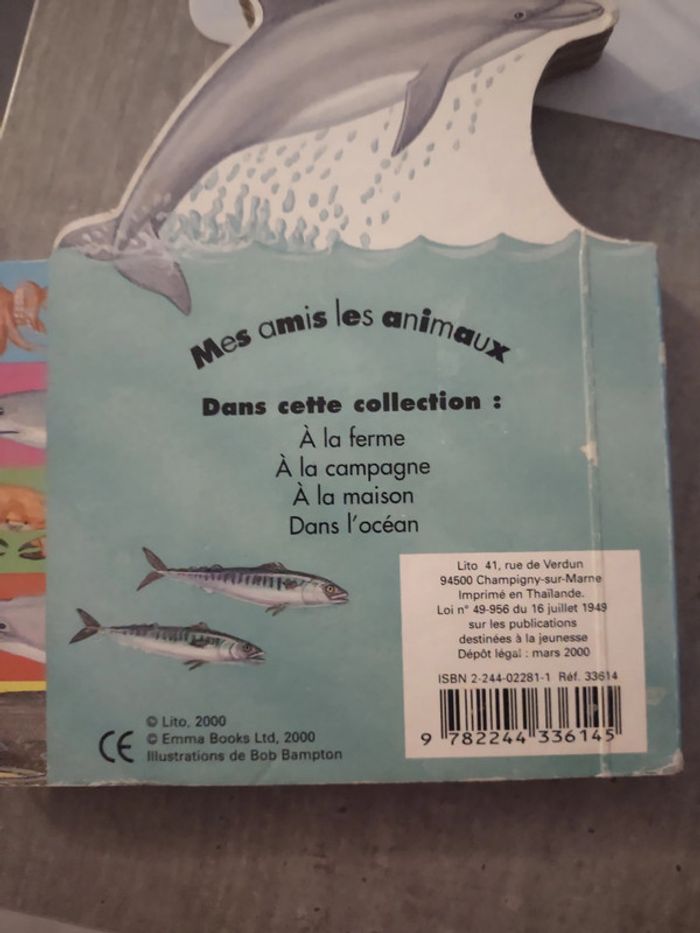 Mes amis les animaux
Dans cette collection :
À la ferme
À la campagne
À la maison
Dans l'océan
Lito 41, rue de Verdun
94500 Champigny-sur-Marne
Imprimé en Thaïlande.
Loi n° 49-956 du 16 juillet 1949
sur les publications
destinées à la jeunesse
Dépôt légal : mars 2000
ISBN 2-244-02281-1 Réf. 33614
9 782244 336145
© Lito, 2000
CE © Emma Books Ltd, 2000
Illustrations de Bob Bampton